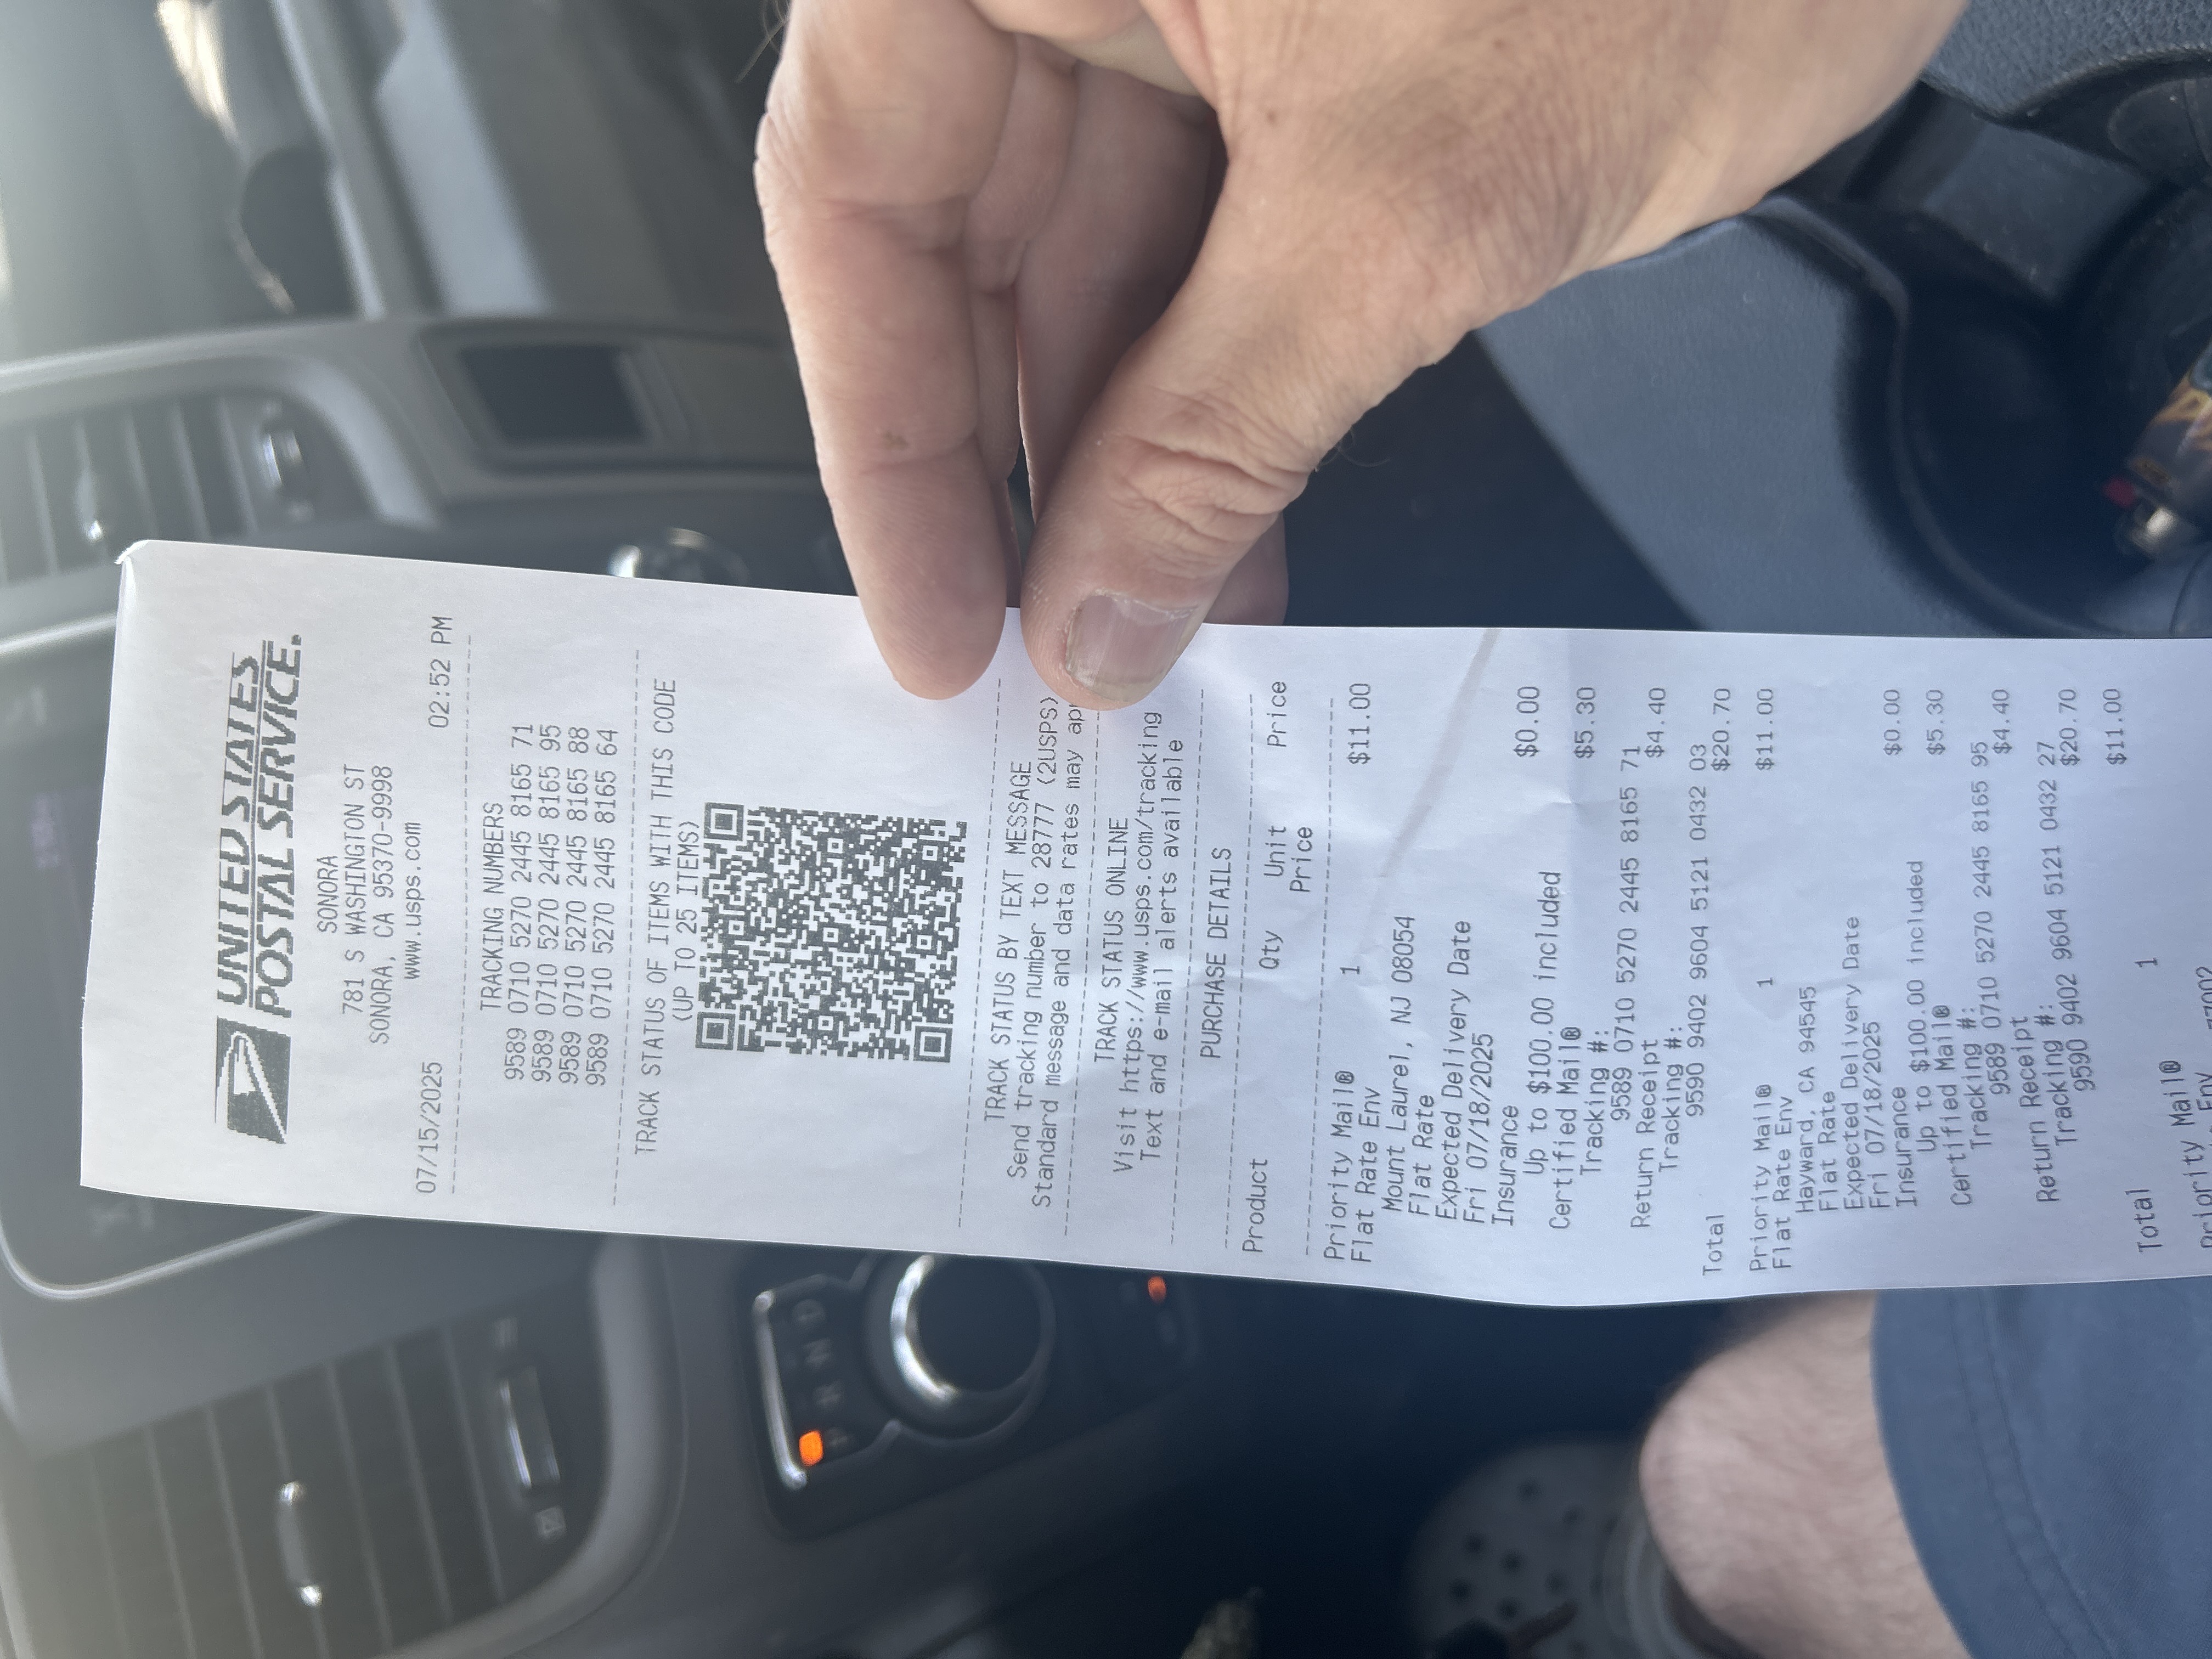 UNITED STATES
POSTAL SERVICE.
SONORA
781 S WASHINGTON ST
SONORA, CA 95370-9998
www.usps.com
07/15/2025 02:52 PM
TRACKING NUMBERS
9589 0710 5270 2445 8165 71
9589 0710 5270 2445 8165 95
9589 0710 5270 2445 8165 88
9589 0710 5270 2445 8165 64
TRACK STATUS OF ITEMS WITH THIS CODE
(UP TO 25 ITEMS)
TRACK STATUS BY TEXT MESSAGE
Send tracking number to 28777 (2USPS)
Standard message and data rates may
TRACK STATUS ONLINE
Visit https://www.usps.com/tracking
Text and e-mail alerts available
PURCHASE DETAILS
Product Qty Unit Price
Price
Priority Mail® 1 $11.00
Flat Rate Env
Mount Laurel, NJ 08054
Flat Rate
Expected Delivery Date
Fri 07/18/2025
Insurance $0.00
Up to $100.00 included
Certified Mail® $5.30
Tracking #:
9589 0710 5270 2445 8165 71
Return Receipt $4.40
Tracking #:
9590 9402 9604 5121 0432 03
Total $20.70
Priority Mail® 1 $11.00
Flat Rate Env
Hayward, CA 94545
Flat Rate
Expected Delivery Date
Fri 07/18/2025
Insurance $0.00
Up to $100.00 included
Certified Mail® $5.30
Tracking #:
9589 0710 5270 2445 8165 95
Return Receipt $4.40
Tracking #:
9590 9402 9604 5121 0432 27
Total $20.70
Priority Mail® 1 $11.00
Env
77002
P R N D